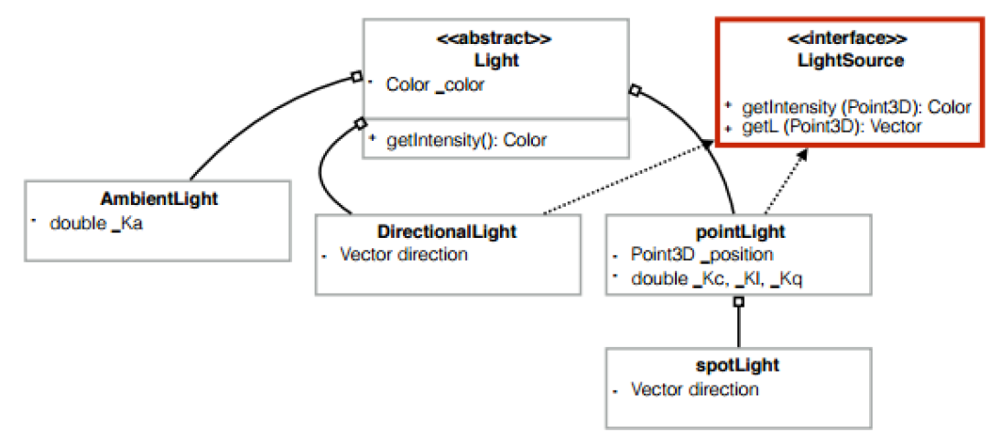 <<abstract>>
Light
- Color _color
+ getIntensity(): Color
<<interface>>
LightSource
+ getIntensity (Point3D): Color
+ getL (Point3D): Vector
AmbientLight
- double _Ka
DirectionalLight
- Vector direction
pointLight
- Point3D _position
- double _Kc, _Kl, _Kq
spotLight
- Vector direction